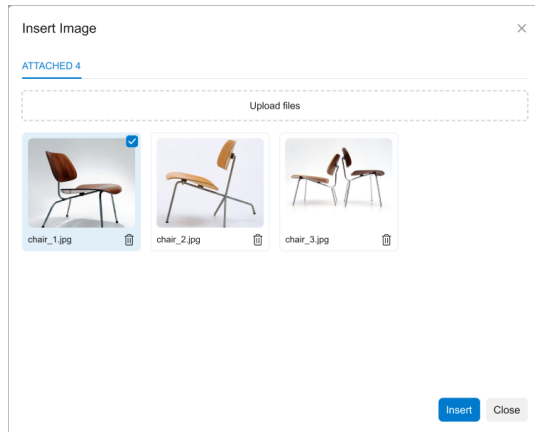 Insert Image
ATTACHED 4
Upload files
chair_1.jpg
chair_2.jpg
chair_3.jpg
Insert
Close